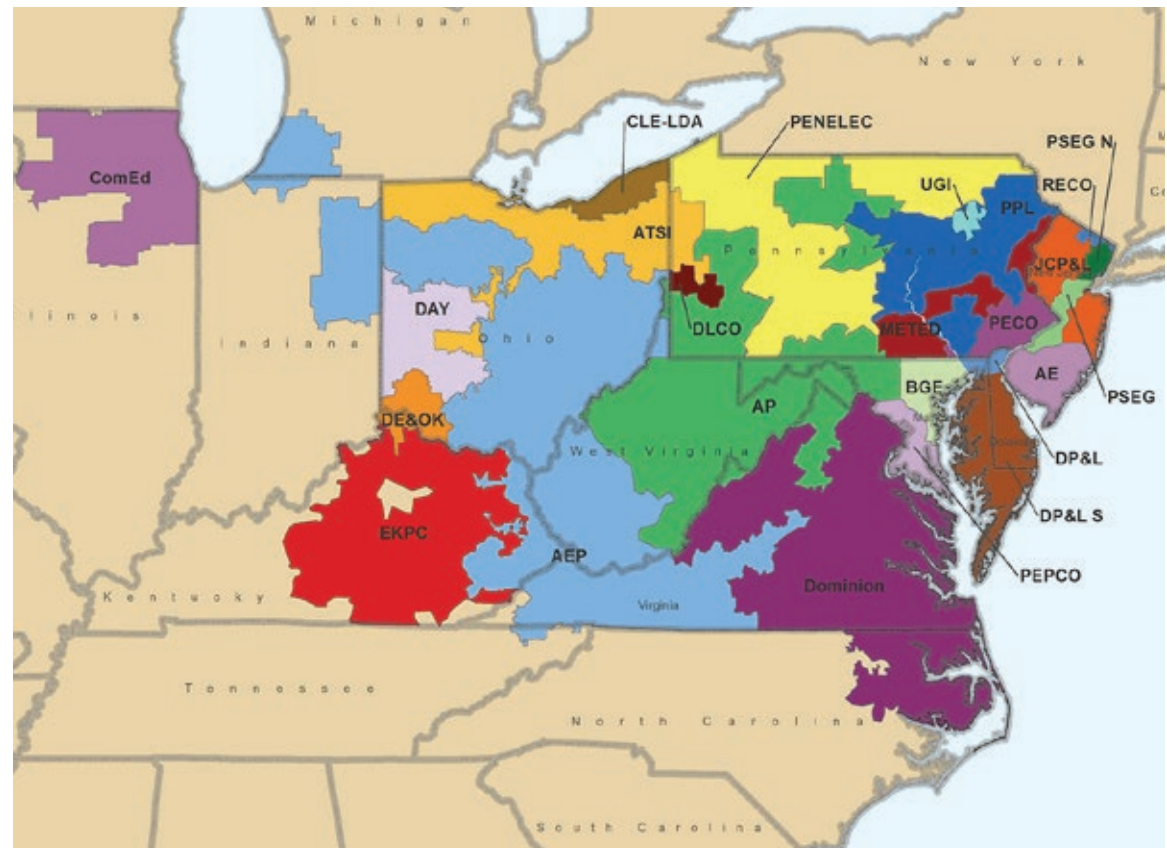 Michigan
New York
CLE-LDA
PENELEC
PSEG N
ComEd
UGI
RECO
PPL
ATSI
Pennsylvania
JCP&L
DAY
DLCO
METED
PECO
Illinois
Indiana
Ohio
AE
BGE
PSEG
DE&OK
AP
West Virginia
DP&L
DP&L S
EKPC
AEP
PEPCO
Dominion
Kentucky
Virginia
Tennessee
North Carolina
South Carolina